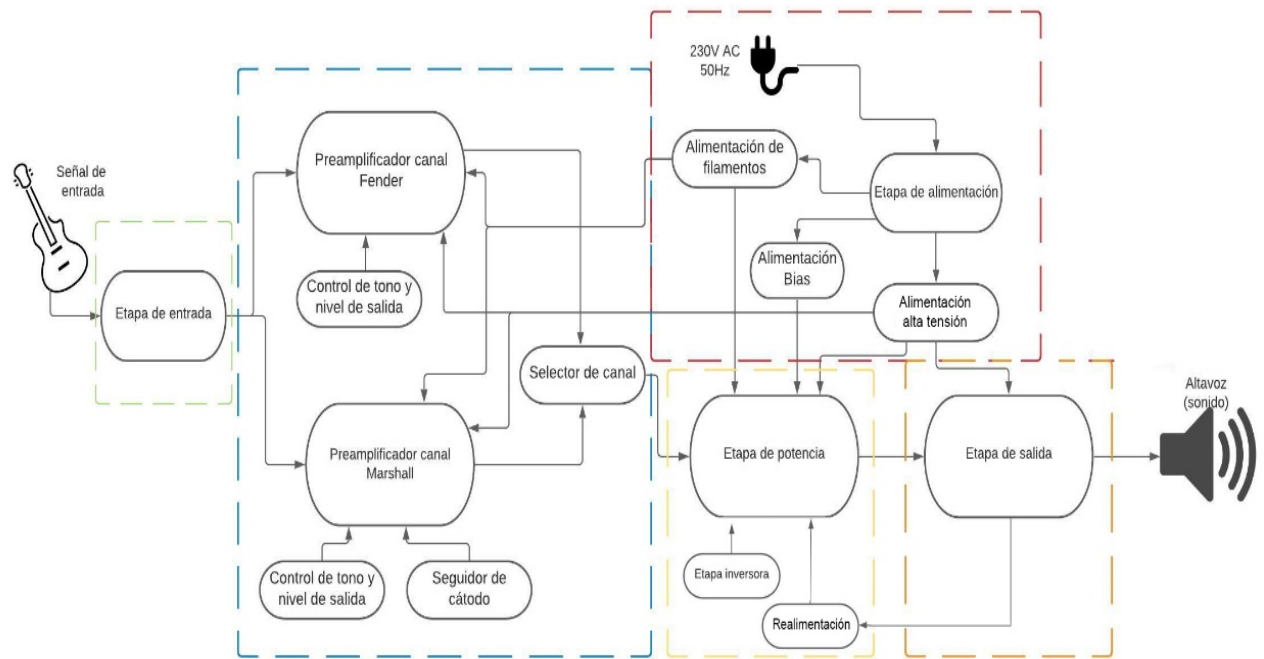 230V AC
50Hz
Señal de
entrada
Preamplificador canal
Fender
Alimentación de
filamentos
Etapa de alimentación
Alimentación
Bias
Control de tono y
nivel de salida
Etapa de entrada
Alimentación
alta tensión
Selector de canal
Altavoz
(sonido)
Preamplificador canal
Marshall
Etapa de potencia
Etapa de salida
Control de tono y
nivel de salida
Seguidor de
cátodo
Etapa inversora
Realimentación